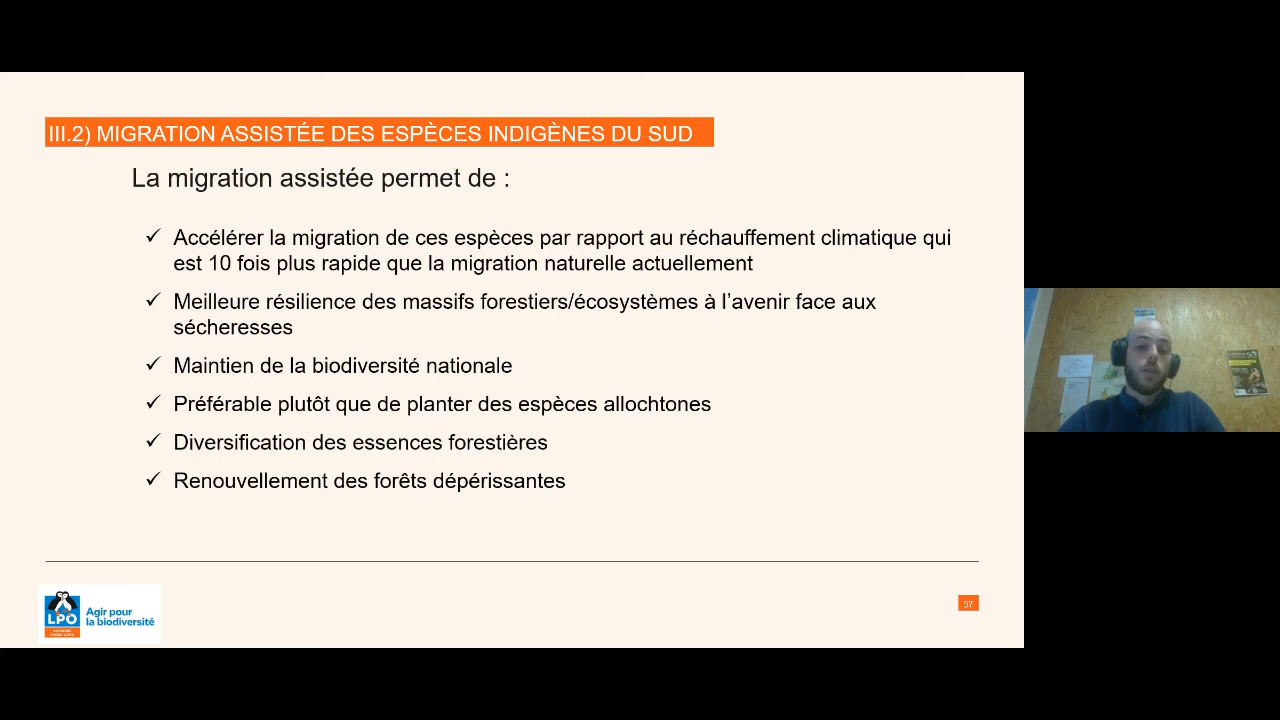 III.2) MIGRATION ASSISTÉE DES ESPÈCES INDIGÈNES DU SUD
La migration assistée permet de :
✓ Accélérer la migration de ces espèces par rapport au réchauffement climatique qui
est 10 fois plus rapide que la migration naturelle actuellement
✓ Meilleure résilience des massifs forestiers/écosystèmes à l’avenir face aux
sécheresses
✓ Maintien de la biodiversité nationale
✓ Préférable plutôt que de planter des espèces allochtones
✓ Diversification des essences forestières
✓ Renouvellement des forêts dépérissantes
LPO
Agir pour
la biodiversité
37